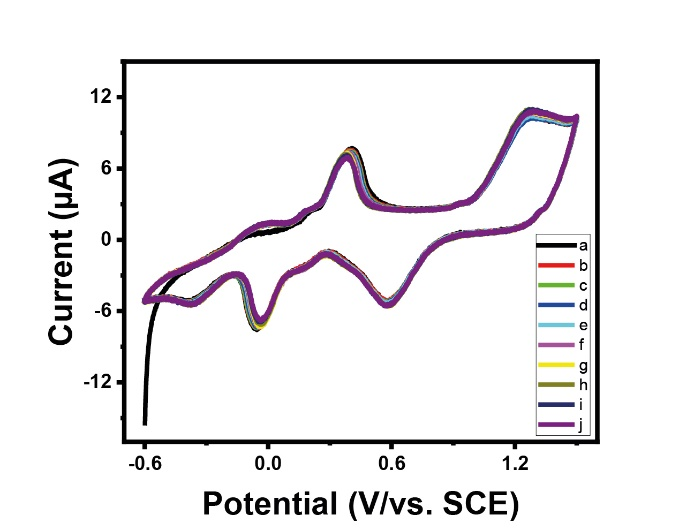 12
6
0
-6
-12
-0.6 0.0 0.6 1.2
Current (µA)
Potential (V/vs. SCE)
a
b
c
d
e
f
g
h
i
j